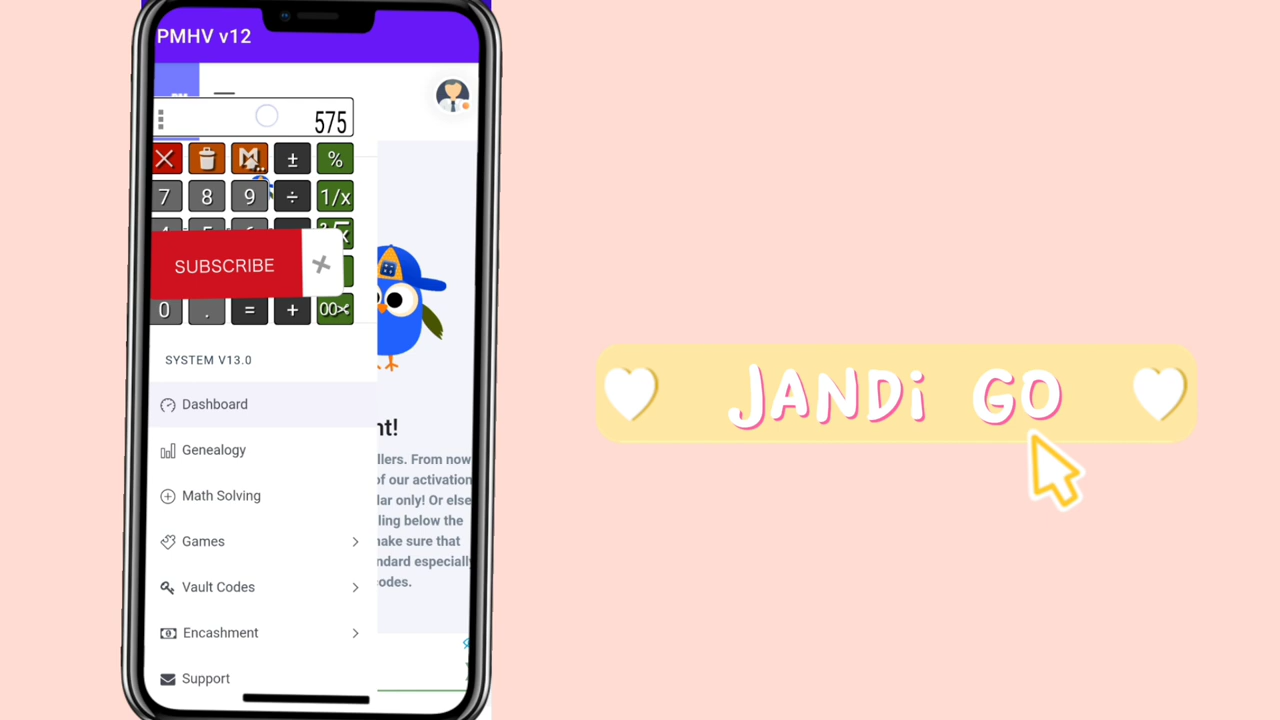 PMHV v12
575
±
%
7
8
9
÷
1/x
SUBSCRIBE
0
.
=
+
00
SYSTEM V13.0
Dashboard
nt!
Genealogy
llers. From now
of our activation
Math Solving
lar only! Or else
ling below the
Games
make sure that
ndard especially
Vault Codes
codes.
Encashment
Support
JANDi GO